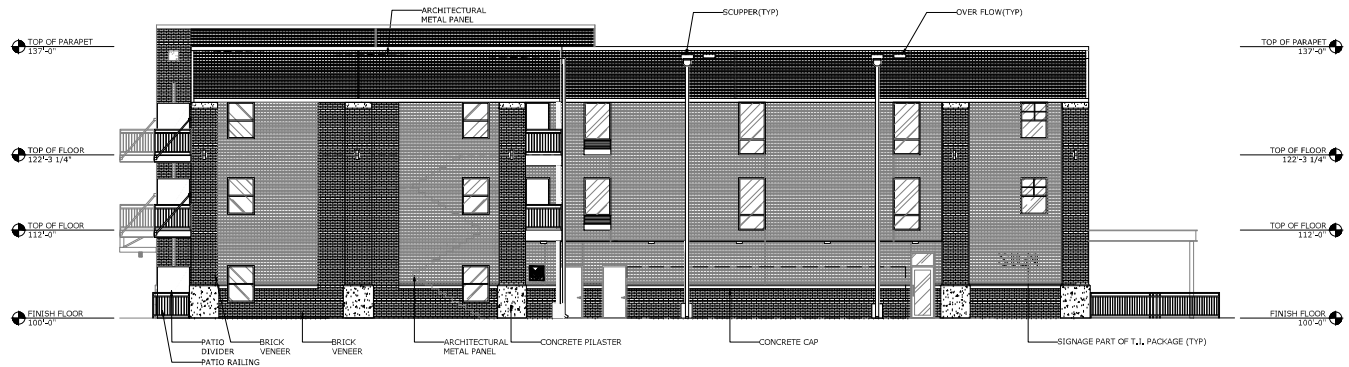 ARCHITECTURAL
METAL PANEL
SCUPPER(TYP)
OVER FLOW(TYP)
TOP OF PARAPET
137'-0"
TOP OF PARAPET
137'-0"
TOP OF FLOOR
122'-3 1/4"
TOP OF FLOOR
122'-3 1/4"
TOP OF FLOOR
112'-0"
TOP OF FLOOR
112'-0"
SIGN
FINISH FLOOR
100'-0"
FINISH FLOOR
100'-0"
PATIO
DIVIDER
PATIO RAILING
BRICK
VENEER
BRICK
VENEER
ARCHITECTURAL
METAL PANEL
CONCRETE PILASTER
CONCRETE CAP
SIGNAGE PART OF T.I. PACKAGE (TYP)